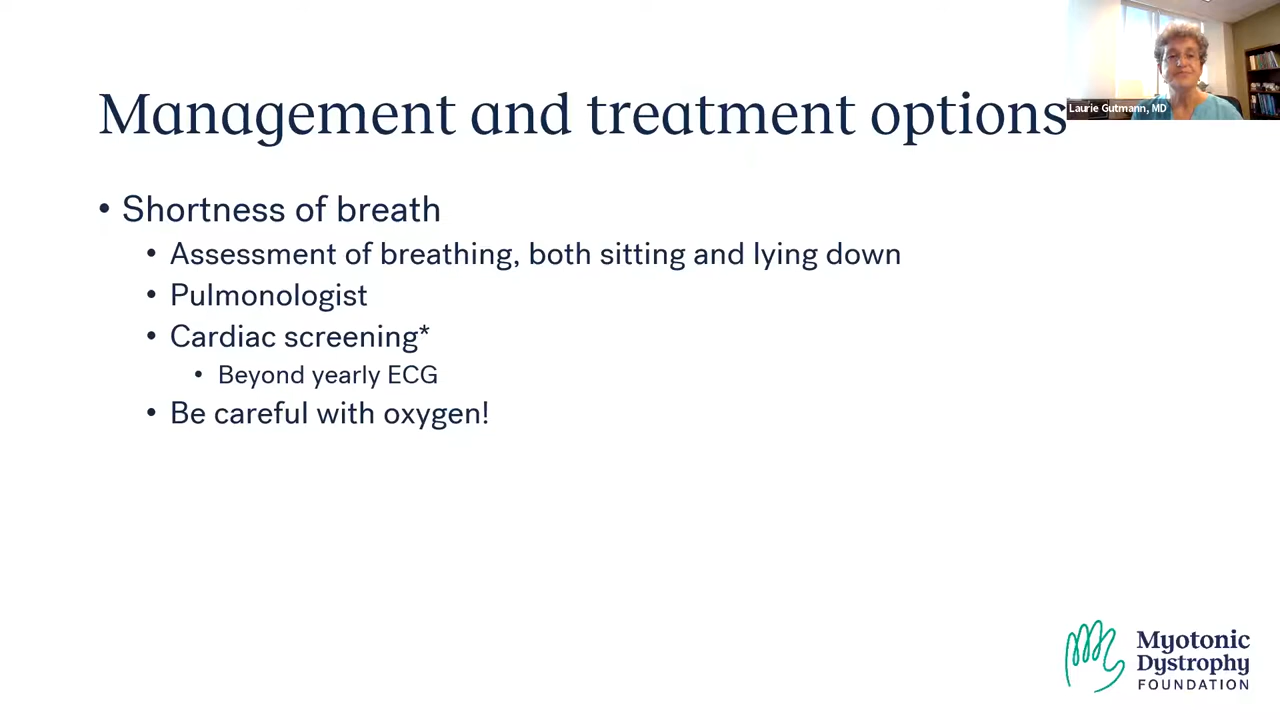 Management and treatment options
Laurie Gutmann, MD
• Shortness of breath
• Assessment of breathing, both sitting and lying down
• Pulmonologist
• Cardiac screening*
• Beyond yearly ECG
• Be careful with oxygen!
Myotonic
Dystrophy
FOUNDATION